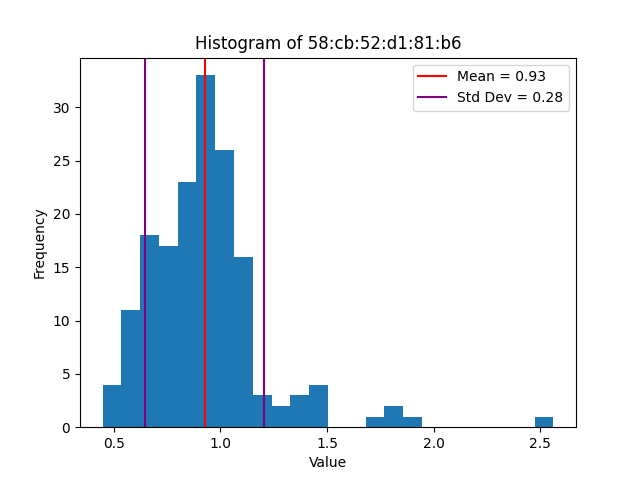 Histogram of 58:cb:52:d1:81:b6
Mean = 0.93
Std Dev = 0.28
Frequency
30
25
20
15
10
5
0
0.5 1.0 1.5 2.0 2.5
Value